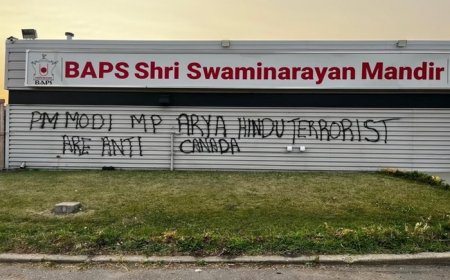 BAPS
BAPS Shri Swaminarayan Mandir
PM MODI MP ARYA HINDU TERRORIST
ARE ANTI CANADA